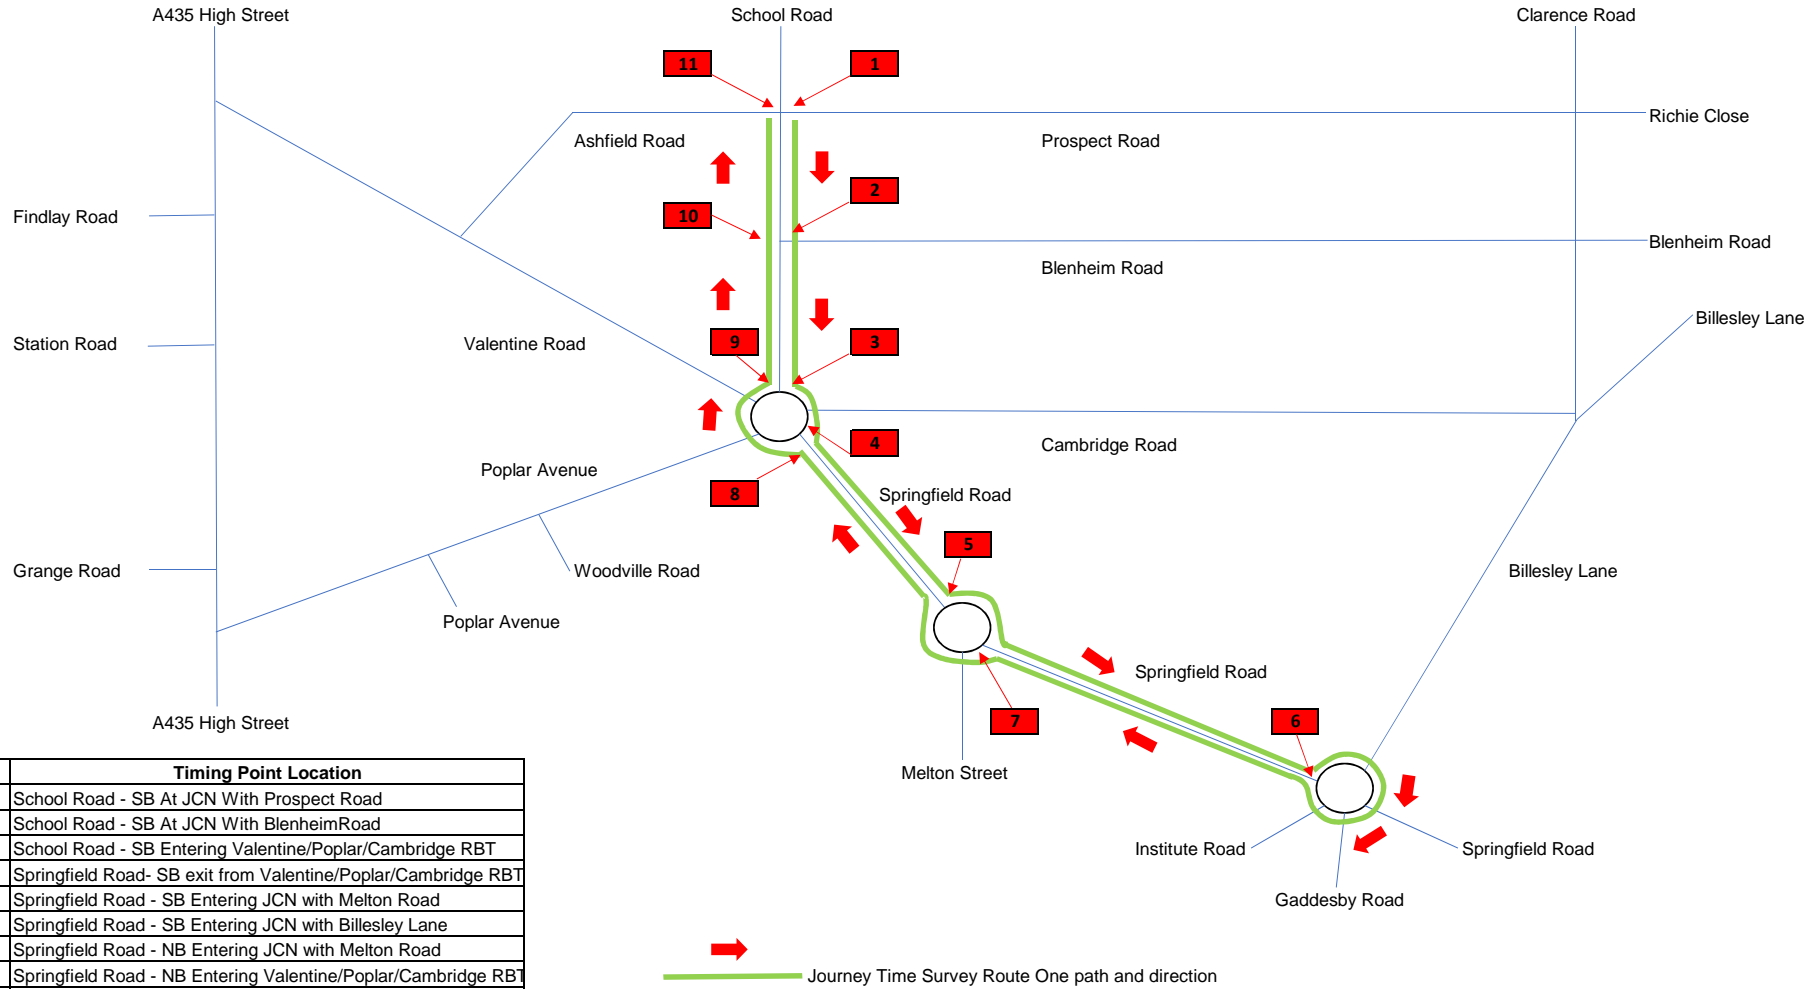 A435 High Street
School Road
Clarence Road
11
1
Richie Close
Ashfield Road
Prospect Road
2
10
Findlay Road
Blenheim Road
Blenheim Road
Billesley Lane
Station Road
Valentine Road
9
3
4
Cambridge Road
Poplar Avenue
8
Springfield Road
5
Grange Road
Woodville Road
Billesley Lane
Poplar Avenue
Springfield Road
A435 High Street
7
6
Melton Street
Institute Road
Springfield Road
Gaddesby Road
Timing Point Location
School Road - SB At JCN With Prospect Road
School Road - SB At JCN With BlenheimRoad
School Road - SB Entering Valentine/Poplar/Cambridge RBT
Springfield Road- SB exit from Valentine/Poplar/Cambridge RBT
Springfield Road - SB Entering JCN with Melton Road
Springfield Road - SB Entering JCN with Billesley Lane
Springfield Road - NB Entering JCN with Melton Road
Springfield Road - NB Entering Valentine/Poplar/Cambridge RBT
Journey Time Survey Route One path and direction